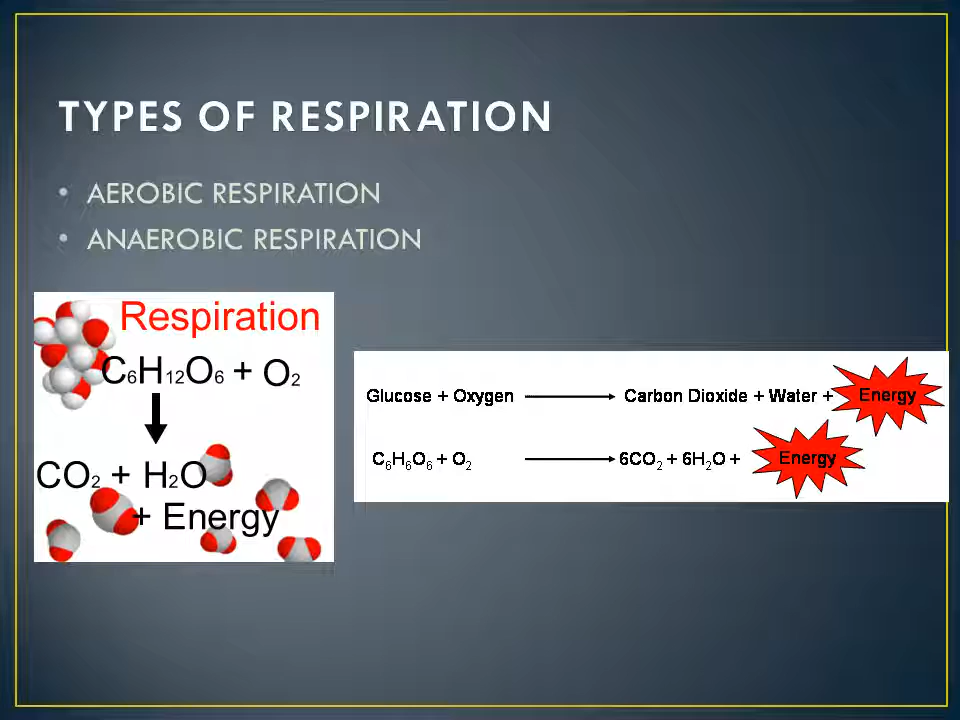 TYPES OF RESPIRATION
• AEROBIC RESPIRATION
• ANAEROBIC RESPIRATION
Respiration
C₆H₁₂O₆ + O₂
CO₂ + H₂O
+ Energy
Glucose + Oxygen Carbon Dioxide + Water + Energy
C₆H₆O₆ + O₂ 6CO₂ + 6H₂O + Energy